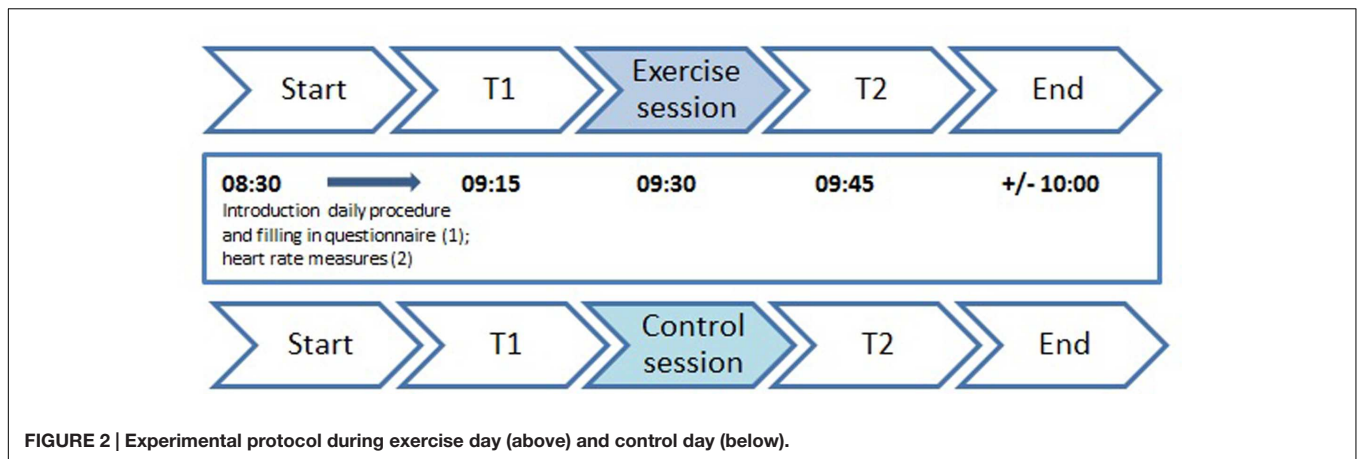 Start
T1
Exercise
session
T2
End
08:30
09:15
09:30
09:45
+/- 10:00
Introduction daily procedure
and filling in questionnaire (1);
heart rate measures (2)
Start
T1
Control
session
T2
End
FIGURE 2 | Experimental protocol during exercise day (above) and control day (below).